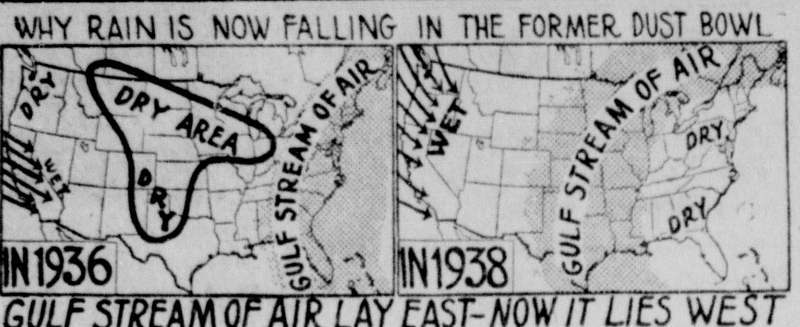 WHY RAIN IS NOW FALLING IN THE FORMER DUST BOWL
DRY
DRY AREA
DRY
WET
GULF STREAM OF AIR
IN 1936
WET
GULF STREAM OF AIR
DRY
DRY
IN 1938
GULF STREAM OF AIR LAY EAST-NOW IT LIES WEST